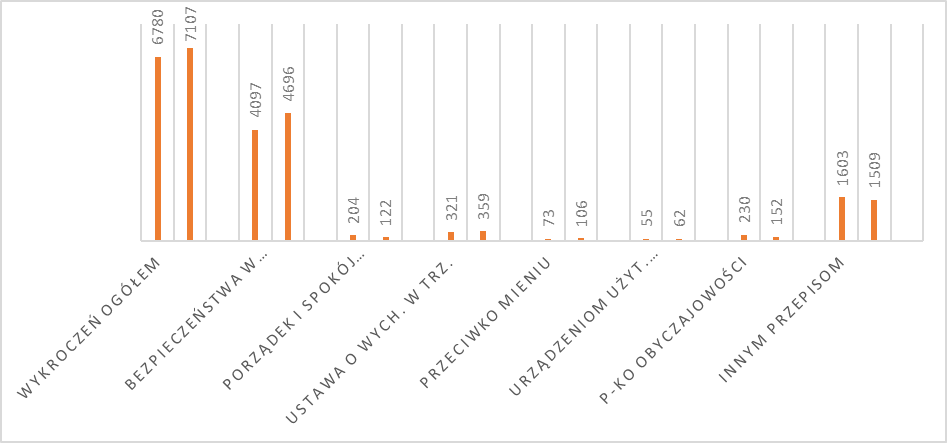 6780
7107
4097
4696
204
122
321
359
73
106
55
62
230
152
1603
1509
WYKROCZEŃ OGÓŁEM
BEZPIECZEŃSTWA W…
PORZĄDEK I SPOKÓJ…
USTAWA O WYCH. W TRZ.
PRZECIWKO MIENIU
URZĄDZENIOM UŻYT.…
P-KO OBYCZAJOWOŚCI
INNYM PRZEPISOM